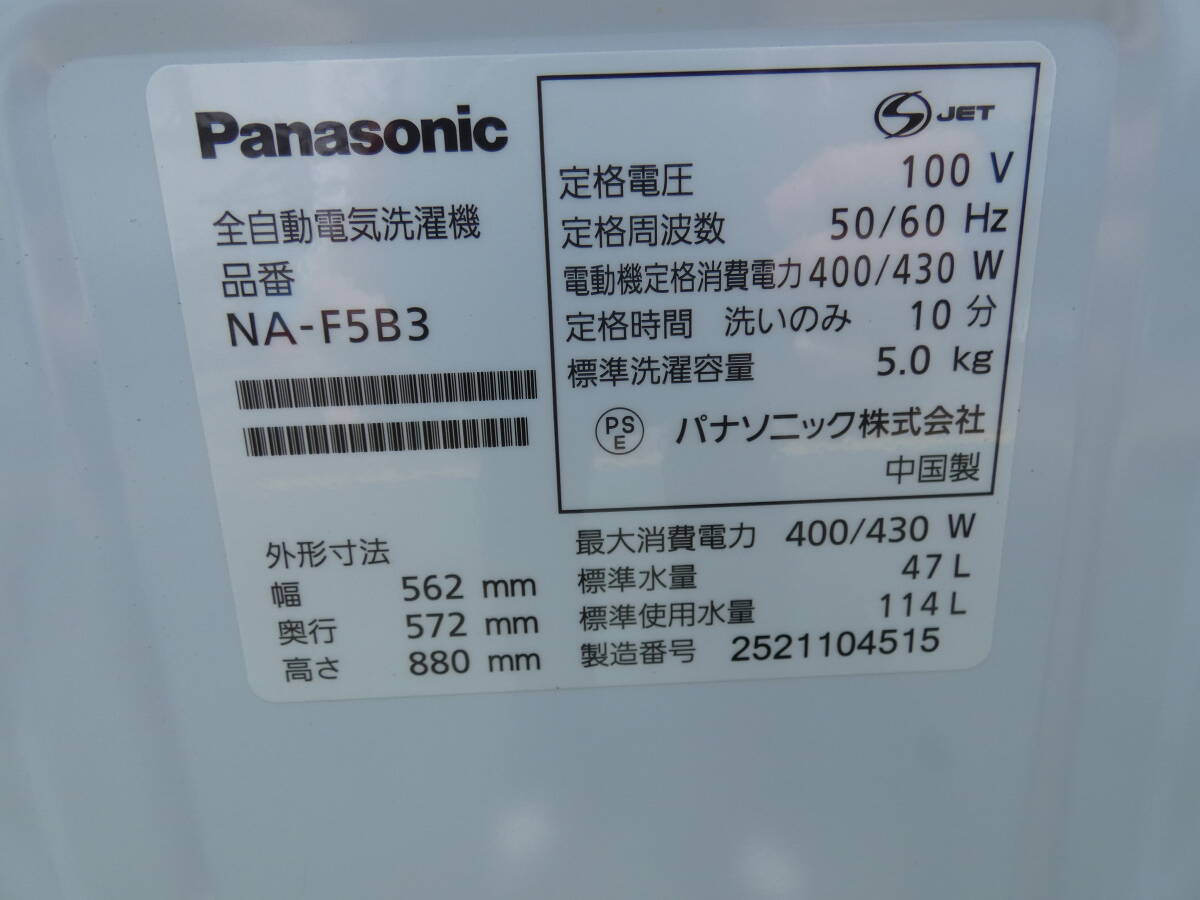 Panasonic
全自動電気洗濯機
品番
NA-F5B3
S JET
定格電圧 100 V
定格周波数 50/60 Hz
電動機定格消費電力 400/430 W
定格時間 洗いのみ 10 分
標準洗濯容量 5.0 kg
PS E パナソニック株式会社
中国製
外形寸法
幅 562 mm
奥行 572 mm
高さ 880 mm
最大消費電力 400/430 W
標準水量 47 L
標準使用水量 114 L
製造番号 2521104515